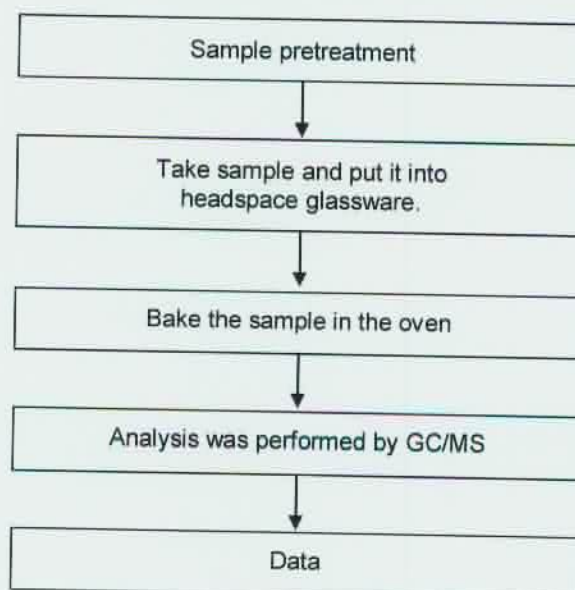 Sample pretreatment
Take sample and put it into
headspace glassware.
Bake the sample in the oven
Analysis was performed by GC/MS
Data